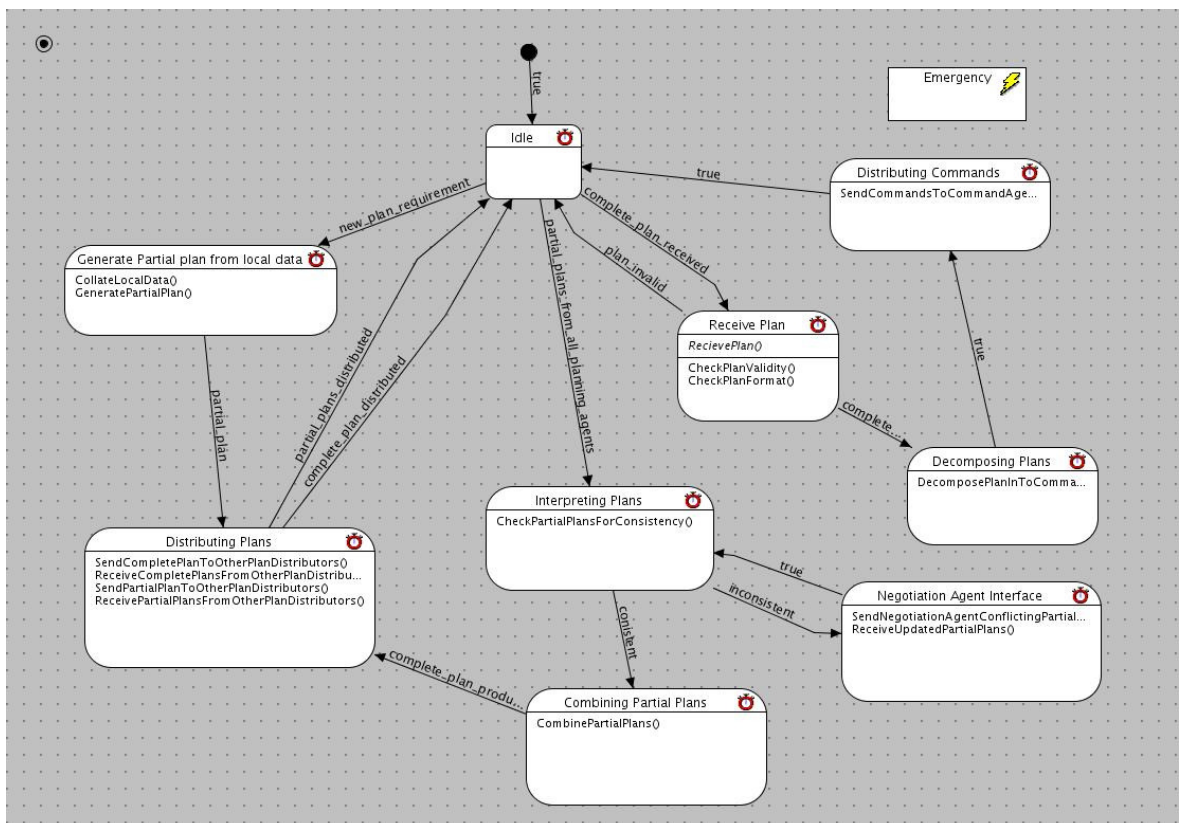 true
Emergency
Idle
Distributing Commands
SendCommandsToCommandAge...
true
new_plan_requirement
complete_plan_received
plan_invalid
partial_plans_from_all_planning_agents
Generate Partial plan from local data
CollateLocalData()
GeneratePartialPlan()
Receive Plan
RecievePlan()
CheckPlanValidity()
CheckPlanFormat()
true
partial_plan
partial_plans_distributed
complete_plan_distributed
complete...
Decomposing Plans
DecomposePlanInToComma...
Interpreting Plans
CheckPartialPlansForConsistency()
Distributing Plans
SendCompletePlanToOtherPlanDistributors()
ReceiveCompletePlansFromOtherPlanDistribu...
SendPartialPlanToOtherPlanDistributors()
ReceivePartialPlansFromOtherPlanDistributors()
true
inconsistent
Negotiation Agent Interface
SendNegotiationAgentConflictingPartial...
ReceiveUpdatedPartialPlans()
conistent
complete_plan_produ...
Combining Partial Plans
CombinePartialPlans()